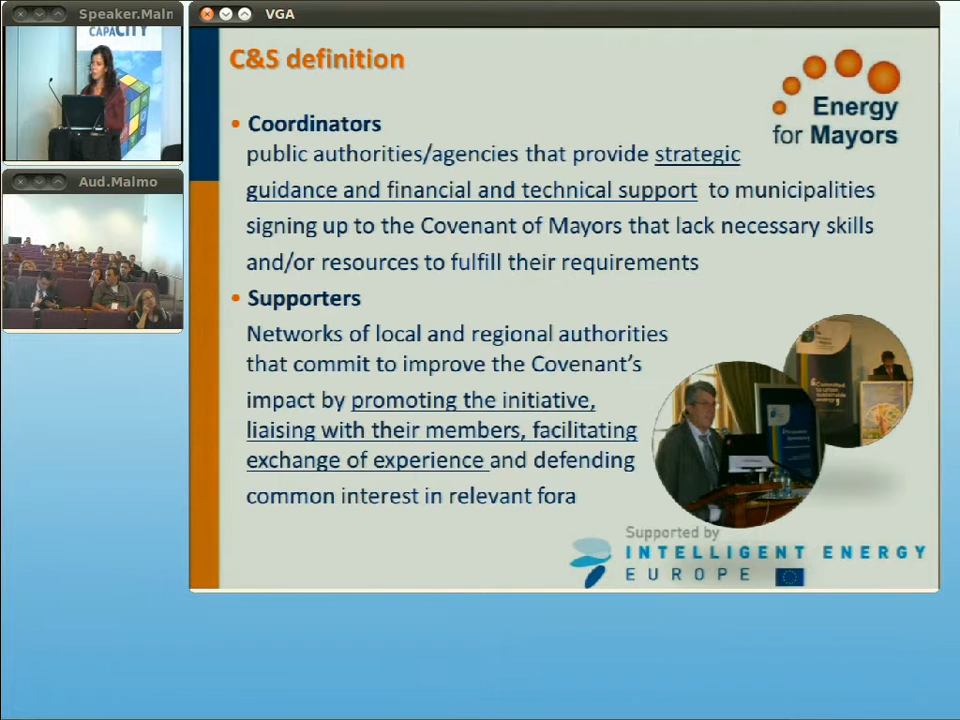 Speaker.Malm
VGA
CAPACITY
Aud.Malmo
C&S definition
Energy
for Mayors
• Coordinators
public authorities/agencies that provide strategic
guidance and financial and technical support to municipalities
signing up to the Covenant of Mayors that lack necessary skills
and/or resources to fulfill their requirements
• Supporters
Networks of local and regional authorities
that commit to improve the Covenant's
impact by promoting the initiative,
liaising with their members, facilitating
exchange of experience and defending
common interest in relevant fora
Supported by
INTELLIGENT ENERGY
EUROPE